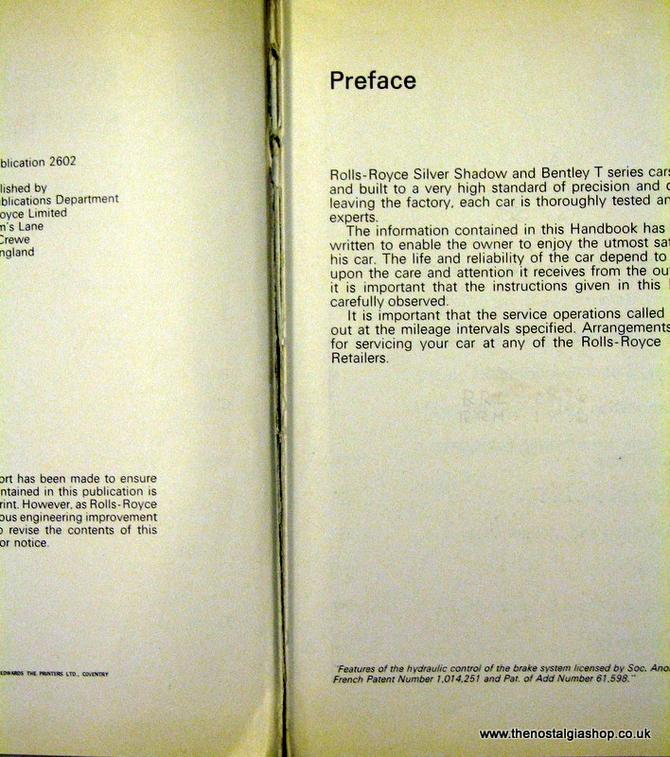 blication 2602
lished by
blications Department
oyce Limited
m's Lane
Crewe
ngland
ort has been made to ensure
ntained in this publication is
rint. However, as Rolls-Royce
ous engineering improvement
o revise the contents of this
or notice.
EDWARDS THE PRINTERS LTD., COVENTRY
Preface
Rolls-Royce Silver Shadow and Bentley T series cars
and built to a very high standard of precision and
leaving the factory, each car is thoroughly tested an
experts.
The information contained in this Handbook has
written to enable the owner to enjoy the utmost sat
his car. The life and reliability of the car depend to
upon the care and attention it receives from the ou
it is important that the instructions given in this
carefully observed.
It is important that the service operations called
out at the mileage intervals specified. Arrangements
for servicing your car at any of the Rolls-Royce
Retailers.
"Features of the hydraulic control of the brake system licensed by Soc. Ano
French Patent Number 1,014,251 and Pat. of Add Number 61,598."
www.thenostalgiashop.co.uk